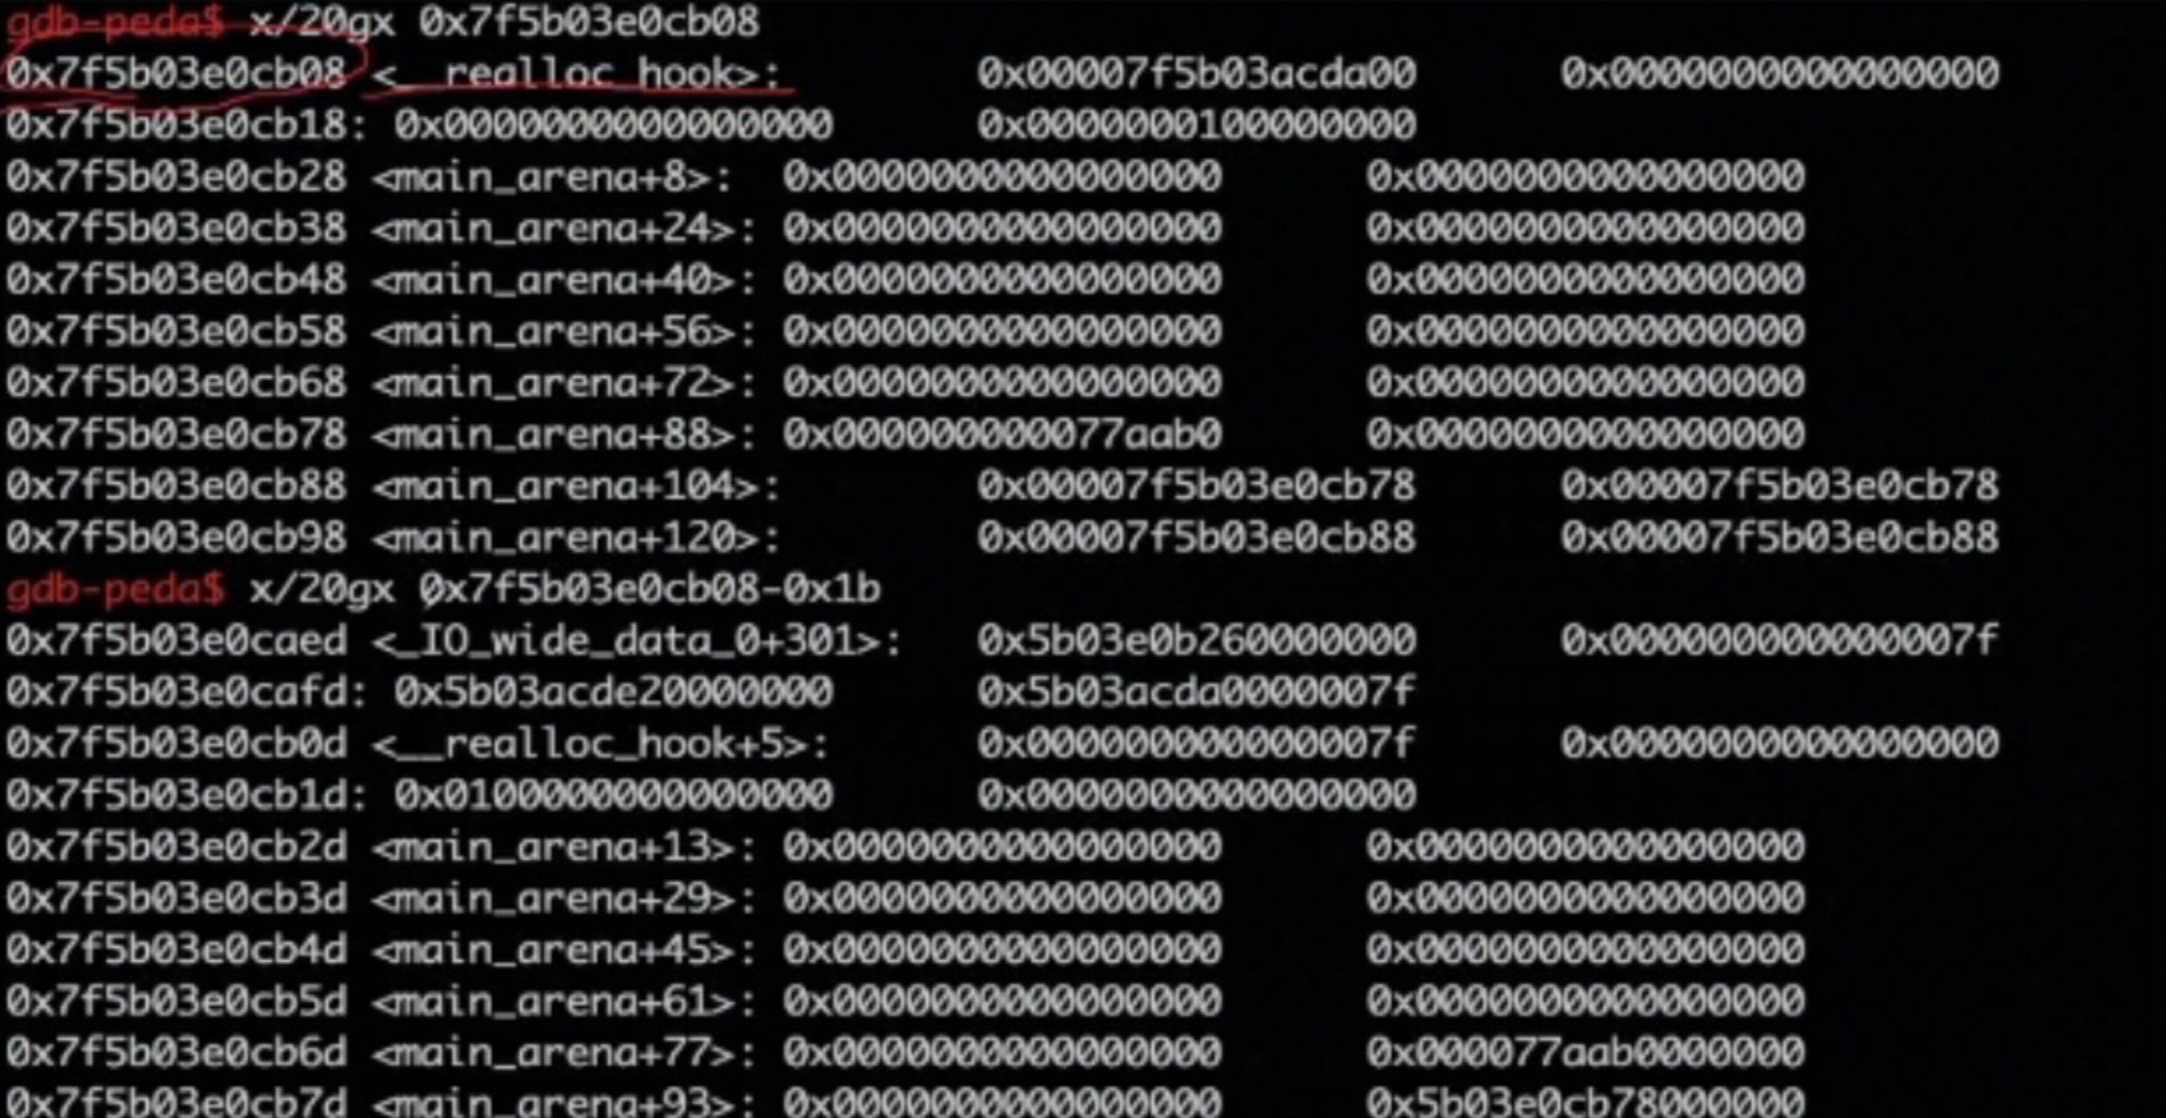 gdb-peda$ x/20gx 0x7f5b03e0cb08
0x7f5b03e0cb08 <__realloc_hook>: 0x00007f5b03acda00 0x0000000000000000
0x7f5b03e0cb18: 0x0000000000000000 0x0000000100000000
0x7f5b03e0cb28 <main_arena+8>: 0x0000000000000000 0x0000000000000000
0x7f5b03e0cb38 <main_arena+24>: 0x0000000000000000 0x0000000000000000
0x7f5b03e0cb48 <main_arena+40>: 0x0000000000000000 0x0000000000000000
0x7f5b03e0cb58 <main_arena+56>: 0x0000000000000000 0x0000000000000000
0x7f5b03e0cb68 <main_arena+72>: 0x0000000000000000 0x0000000000000000
0x7f5b03e0cb78 <main_arena+88>: 0x000000000077aab0 0x0000000000000000
0x7f5b03e0cb88 <main_arena+104>: 0x00007f5b03e0cb78 0x00007f5b03e0cb78
0x7f5b03e0cb98 <main_arena+120>: 0x00007f5b03e0cb88 0x00007f5b03e0cb88
gdb-peda$ x/20gx 0x7f5b03e0cb08-0x1b
0x7f5b03e0caed <_IO_wide_data_0+301>: 0x5b03e0b260000000 0x000000000000007f
0x7f5b03e0cafd: 0x5b03acde20000000 0x5b03acda0000007f
0x7f5b03e0cb0d <__realloc_hook+5>: 0x000000000000007f 0x0000000000000000
0x7f5b03e0cb1d: 0x0100000000000000 0x0000000000000000
0x7f5b03e0cb2d <main_arena+13>: 0x0000000000000000 0x0000000000000000
0x7f5b03e0cb3d <main_arena+29>: 0x0000000000000000 0x0000000000000000
0x7f5b03e0cb4d <main_arena+45>: 0x0000000000000000 0x0000000000000000
0x7f5b03e0cb5d <main_arena+61>: 0x0000000000000000 0x0000000000000000
0x7f5b03e0cb6d <main_arena+77>: 0x0000000000000000 0x000077aab0000000
0x7f5b03e0cb7d <main_arena+93>: 0x0000000000000000 0x5b03e0cb78000000